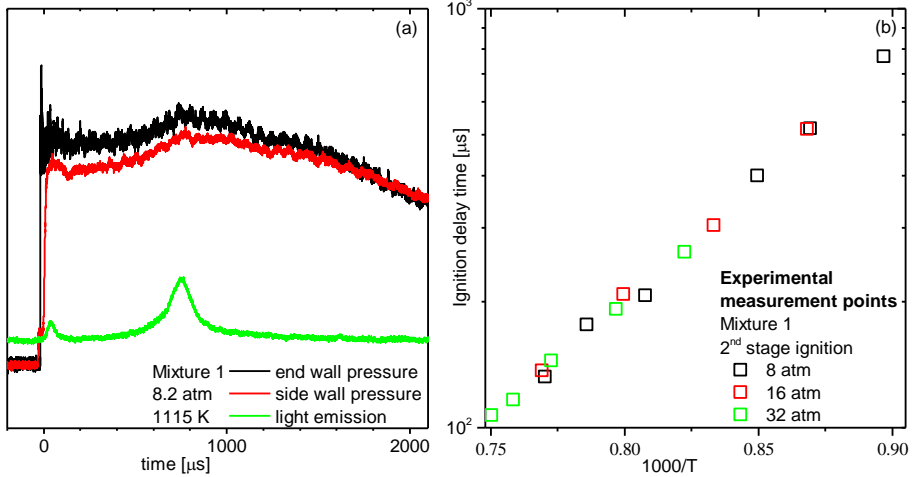 (a)
Mixture 1 end wall pressure
8.2 atm side wall pressure
1115 K light emission
0 1000 2000
time [μs]
(b)
10³
Ignition delay time [μs]
10²
Experimental
measurement points
Mixture 1
2nd stage ignition
8 atm
16 atm
32 atm
0.75 0.80 0.85 0.90
1000/T